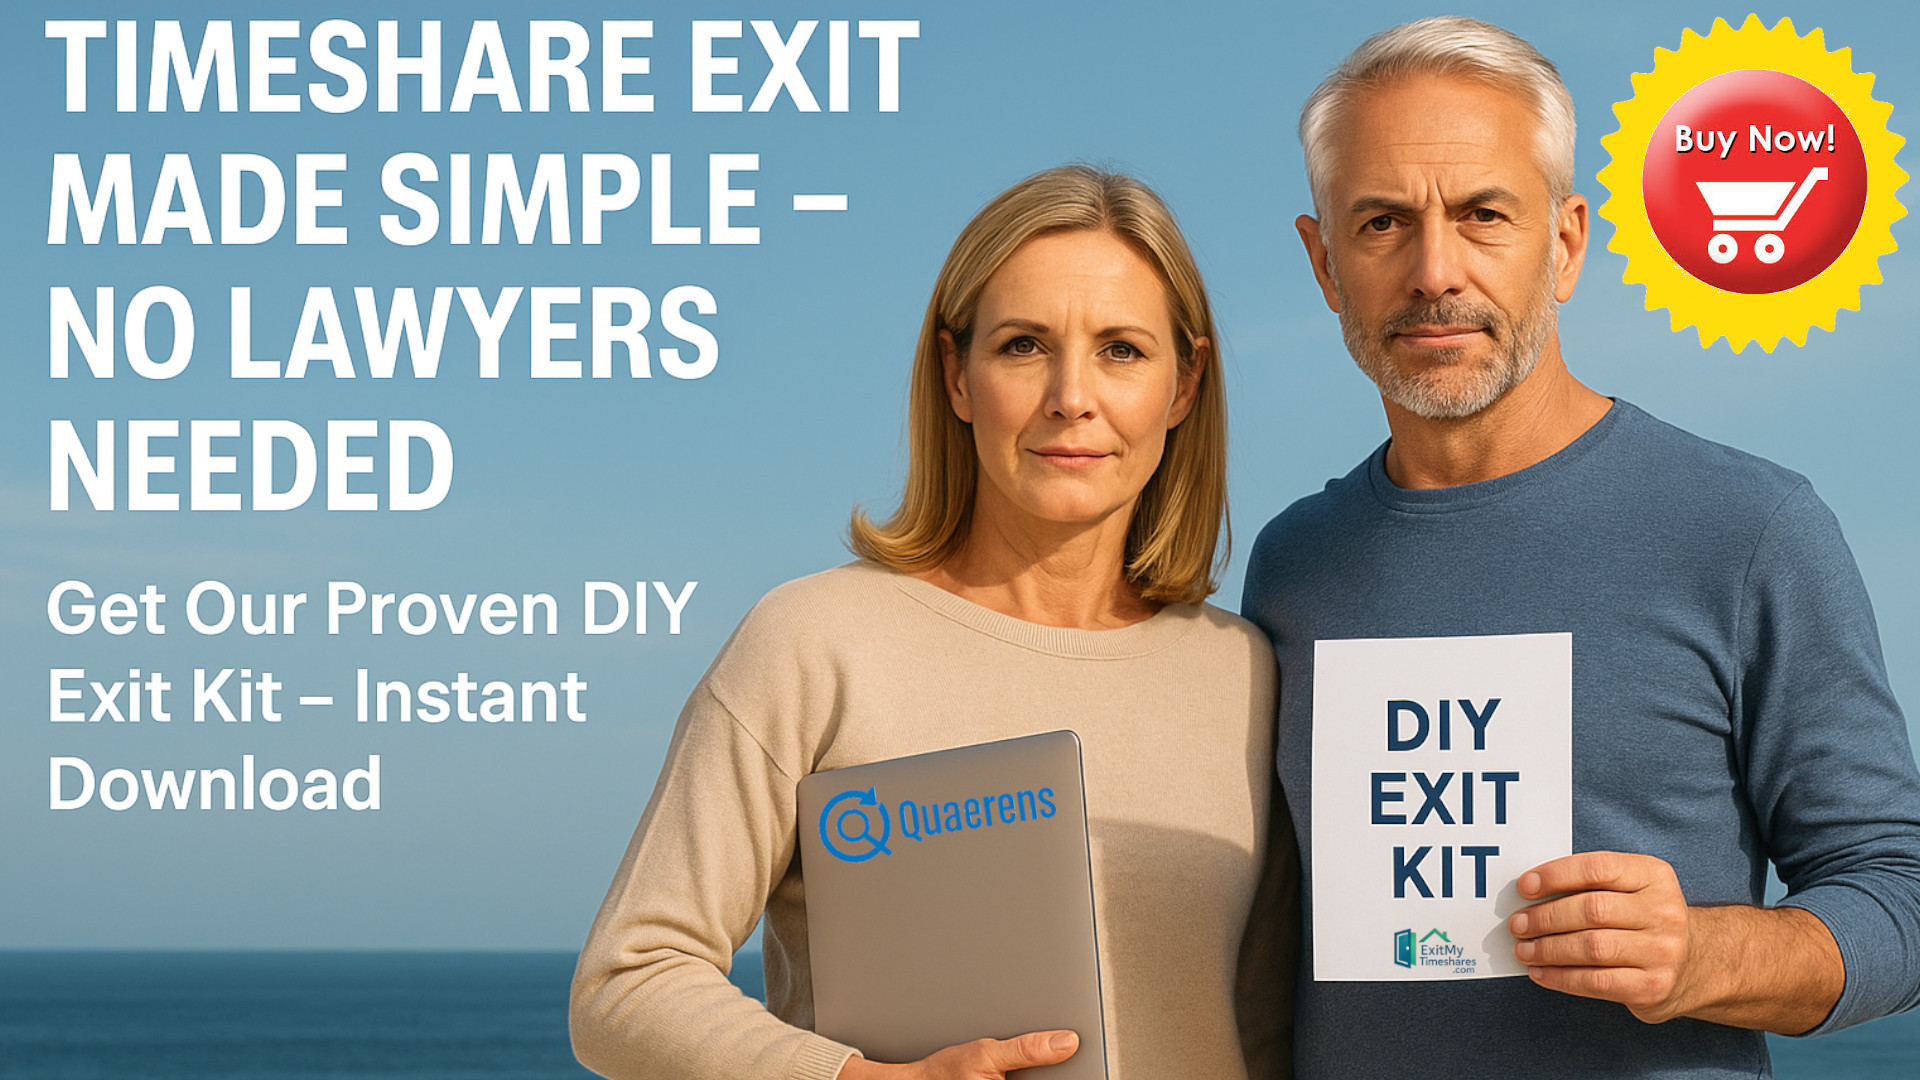 TIMESHARE EXIT
MADE SIMPLE –
NO LAWYERS
NEEDED
Get Our Proven DIY
Exit Kit – Instant
Download
Buy Now!
Quaerens
DIY
EXIT
KIT
ExitMy
Timeshares
.com